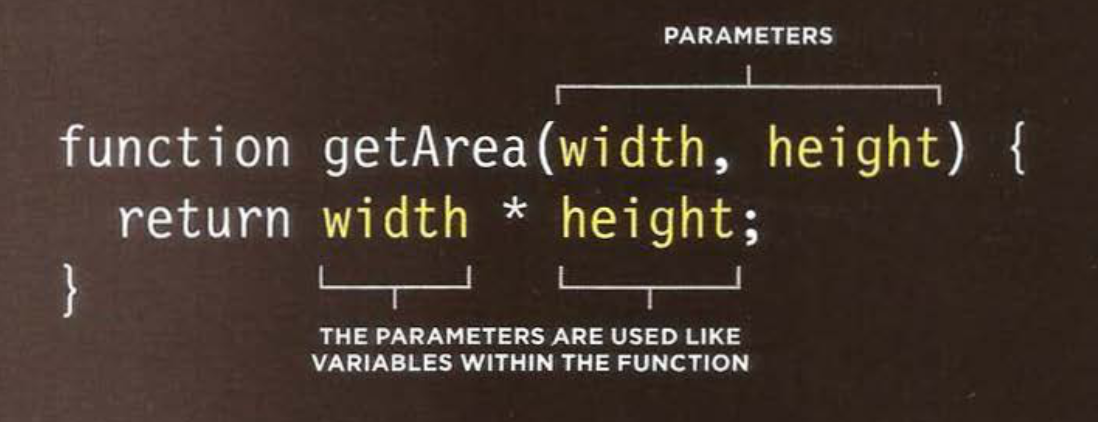 PARAMETERS
function getArea(width, height) {
return width * height;
}
THE PARAMETERS ARE USED LIKE
VARIABLES WITHIN THE FUNCTION